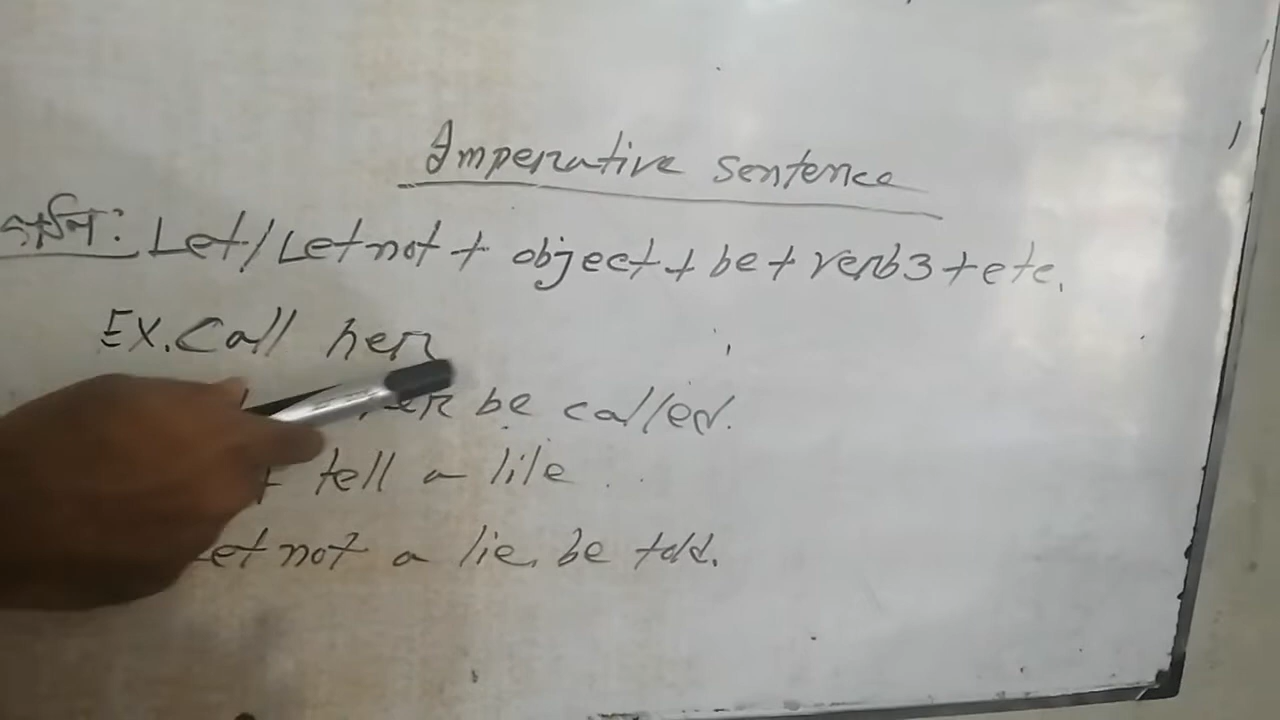 Imperative sentence
Let/Let not + object + be + verb3 + etc.
EX. Call her
be called.
tell a lile
not a lie be told.